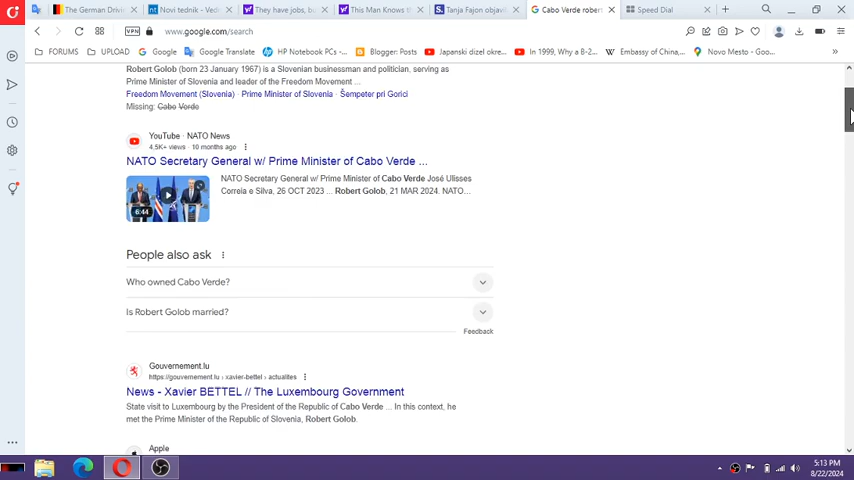 The German Drivin
Novi tednik - Vedn
They have jobs, bu
This Man Knows th
Tanja Fajon objavi
Cabo Verde robert
Speed Dial
VPN
www.google.com/search
FORUMS
UPLOAD
Google
Google Translate
HP Notebook PCs -...
Blogger: Posts
Japanski dizel okre...
In 1999, Why a B-2...
Embassy of China,...
Novo Mesto - Goo...
Robert Golob (born 23 January 1967) is a Slovenian businessman and politician, serving as
Prime Minister of Slovenia and leader of the Freedom Movement ...
Freedom Movement (Slovenia) · Prime Minister of Slovenia · Šempeter pri Gorici
Missing: Cabo Verde
YouTube · NATO News
4.5K+ views · 10 months ago
NATO Secretary General w/ Prime Minister of Cabo Verde ...
NATO Secretary General w/ Prime Minister of Cabo Verde José Ulisses
Correia e Silva, 26 OCT 2023 ... Robert Golob, 21 MAR 2024. NATO...
6:44
People also ask
Who owned Cabo Verde?
Is Robert Golob married?
Feedback
Gouvernement.lu
https://gouvernement.lu › xavier-bettel › actualites
News - Xavier BETTEL // The Luxembourg Government
State visit to Luxembourg by the President of the Republic of Cabo Verde ... In this context, he
met the Prime Minister of the Republic of Slovenia, Robert Golob.
Apple
5:13 PM
8/22/2024